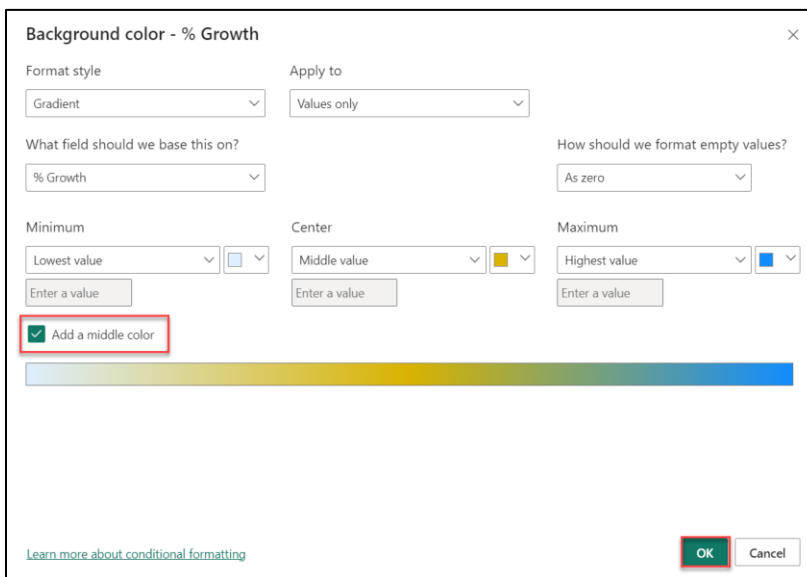 Background color - % Growth
Format style
Apply to
Gradient
Values only
What field should we base this on?
How should we format empty values?
% Growth
As zero
Minimum
Center
Maximum
Lowest value
Middle value
Highest value
Enter a value
Enter a value
Enter a value
Add a middle color
Learn more about conditional formatting
OK
Cancel